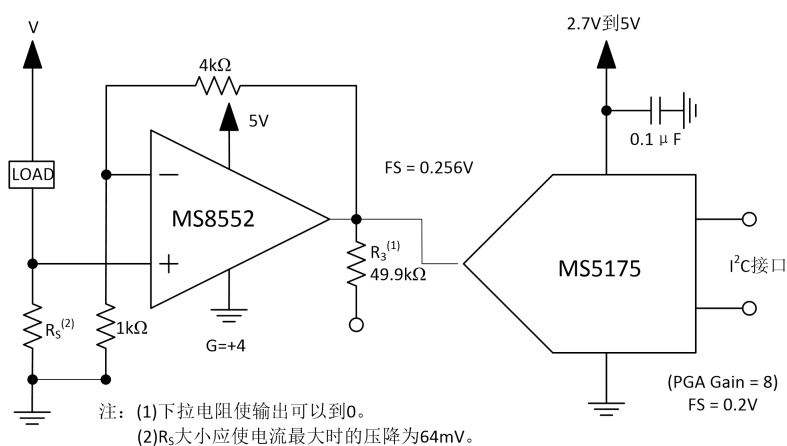 V
2.7V到5V
4kΩ
5V
0.1 μ F
FS = 0.256V
LOAD
MS8552
R3(1)
49.9kΩ
MS5175
I²C接口
RS(2)
1kΩ
G=+4
(PGA Gain = 8)
FS = 0.2V
注： (1)下拉电阻使输出可以到0。
(2)RS大小应使电流最大时的压降为64mV。